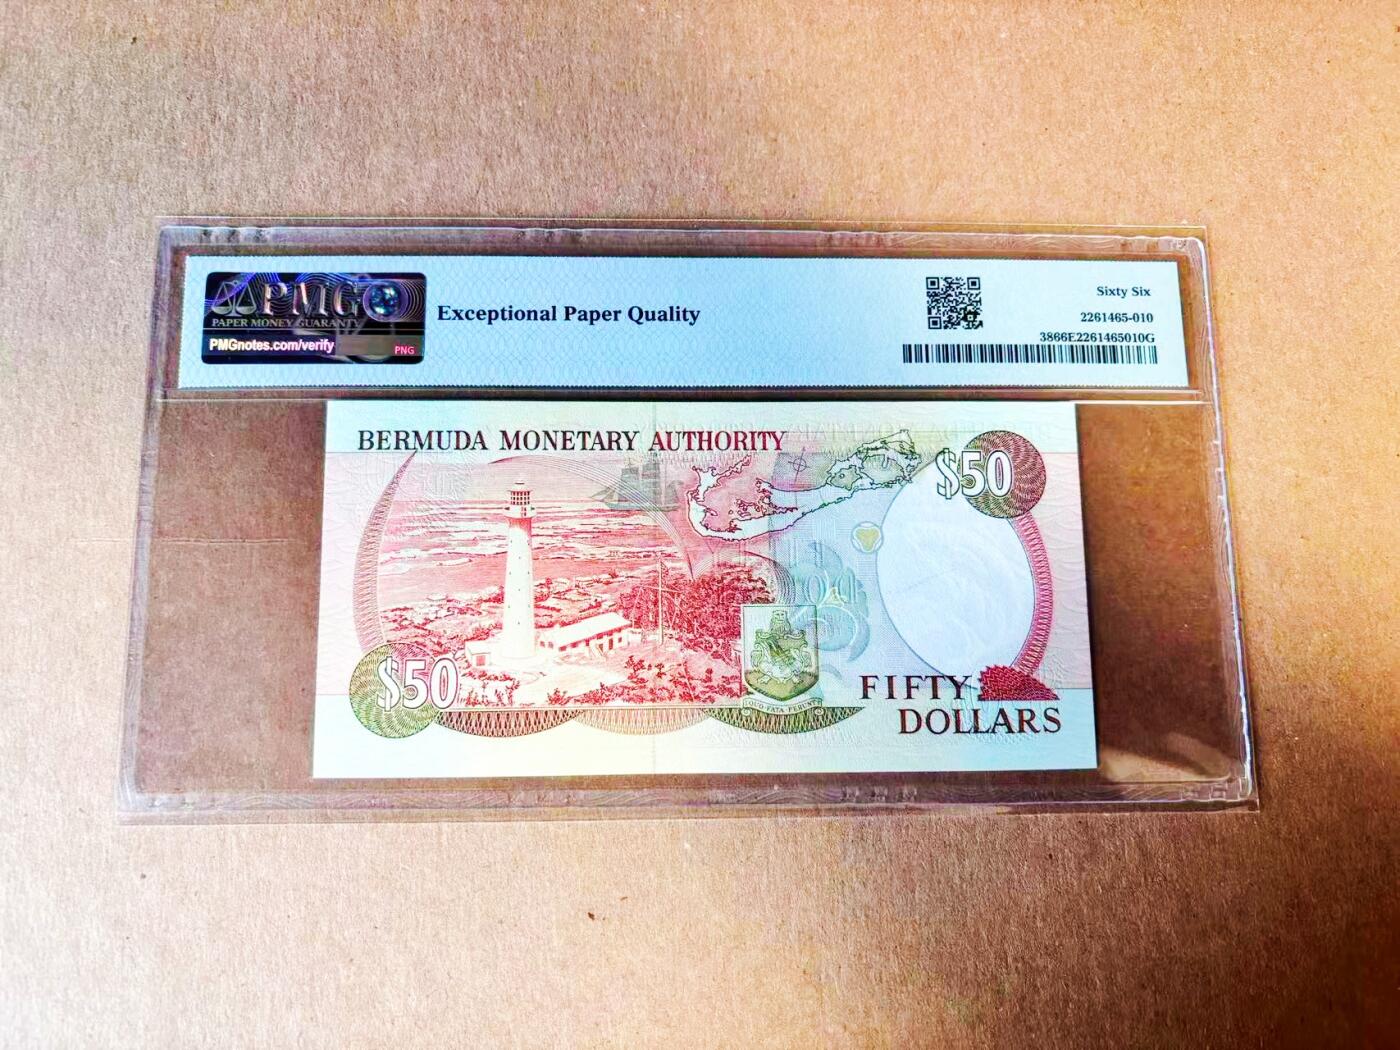 PMG
PAPER MONEY GUARANTY
PMGnotes.com/verify
PNG
Exceptional Paper Quality
Sixty Six
2261465-010
3866E2261465010G
BERMUDA MONETARY AUTHORITY
$50
$50
QUO FATA FERUNT
FIFTY
DOLLARS